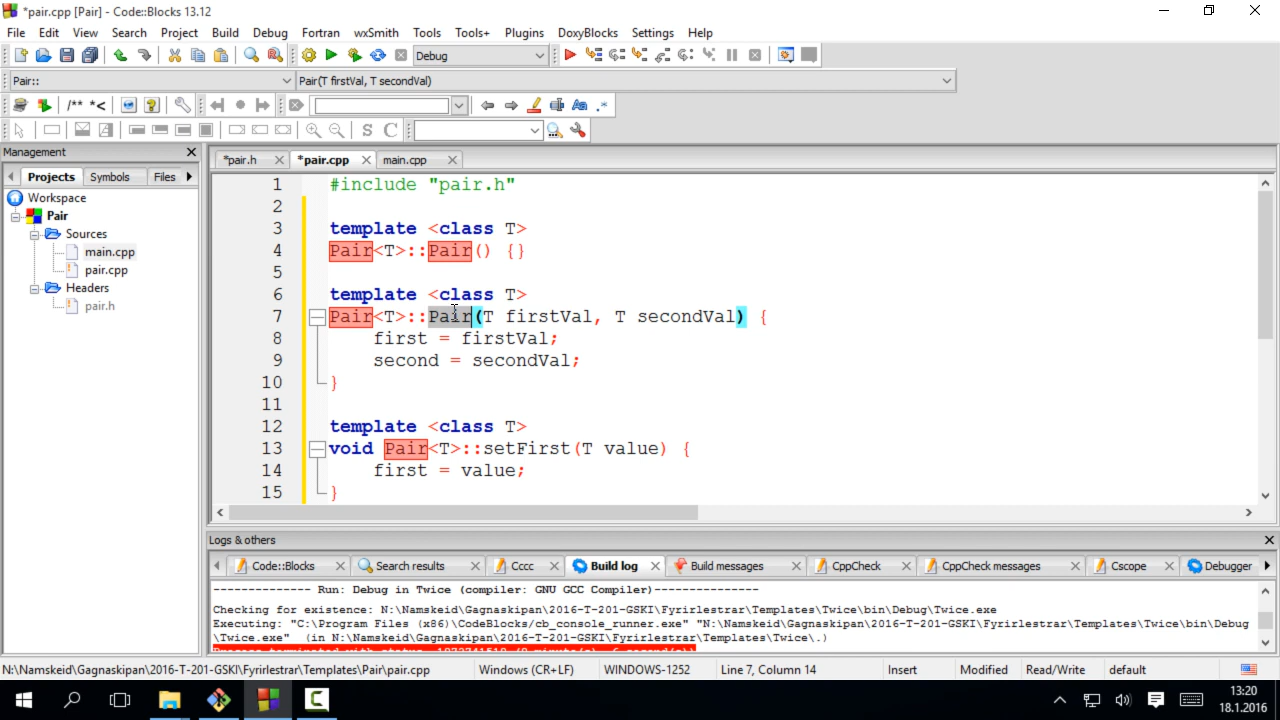 *pair.cpp [Pair] - Code::Blocks 13.12
File Edit View Search Project Build Debug Fortran wxSmith Tools Tools+ Plugins DoxyBlocks Settings Help
Debug
Pair:: Pair(T firstVal, T secondVal)
/** *<
Aa .*
S C
Management
Projects Symbols Files
Workspace
Pair
Sources
main.cpp
pair.cpp
Headers
pair.h
*pair.h *pair.cpp main.cpp
1 #include "pair.h"
2
3 template <class T>
4 Pair<T>::Pair() {}
5
6 template <class T>
7 Pair<T>::Pair(T firstVal, T secondVal) {
8 first = firstVal;
9 second = secondVal;
10 }
11
12 template <class T>
13 void Pair<T>::setFirst(T value) {
14 first = value;
15 }
Logs & others
Code::Blocks Search results Cccc Build log Build messages CppCheck CppCheck messages Cscope Debugger
-------------- Run: Debug in Twice (compiler: GNU GCC Compiler)---------------
Checking for existence: N:\Namskeid\Gagnaskipan\2016-T-201-GSKI\Fyrirlestrar\Templates\Twice\bin\Debug\Twice.exe
Executing: "C:\Program Files (x86)\CodeBlocks/cb_console_runner.exe" "N:\Namskeid\Gagnaskipan\2016-T-201-GSKI\Fyrirlestrar\Templates\Twice\bin\Debug
\Twice.exe" (in N:\Namskeid\Gagnaskipan\2016-T-201-GSKI\Fyrirlestrar\Templates\Twice\.)
N:\Namskeid\Gagnaskipan\2016-T-201-GSKI\Fyrirlestrar\Templates\Pair\pair.cpp Windows (CR+LF) WINDOWS-1252 Line 7, Column 14 Insert Modified Read/Write default
13:20
18.1.2016